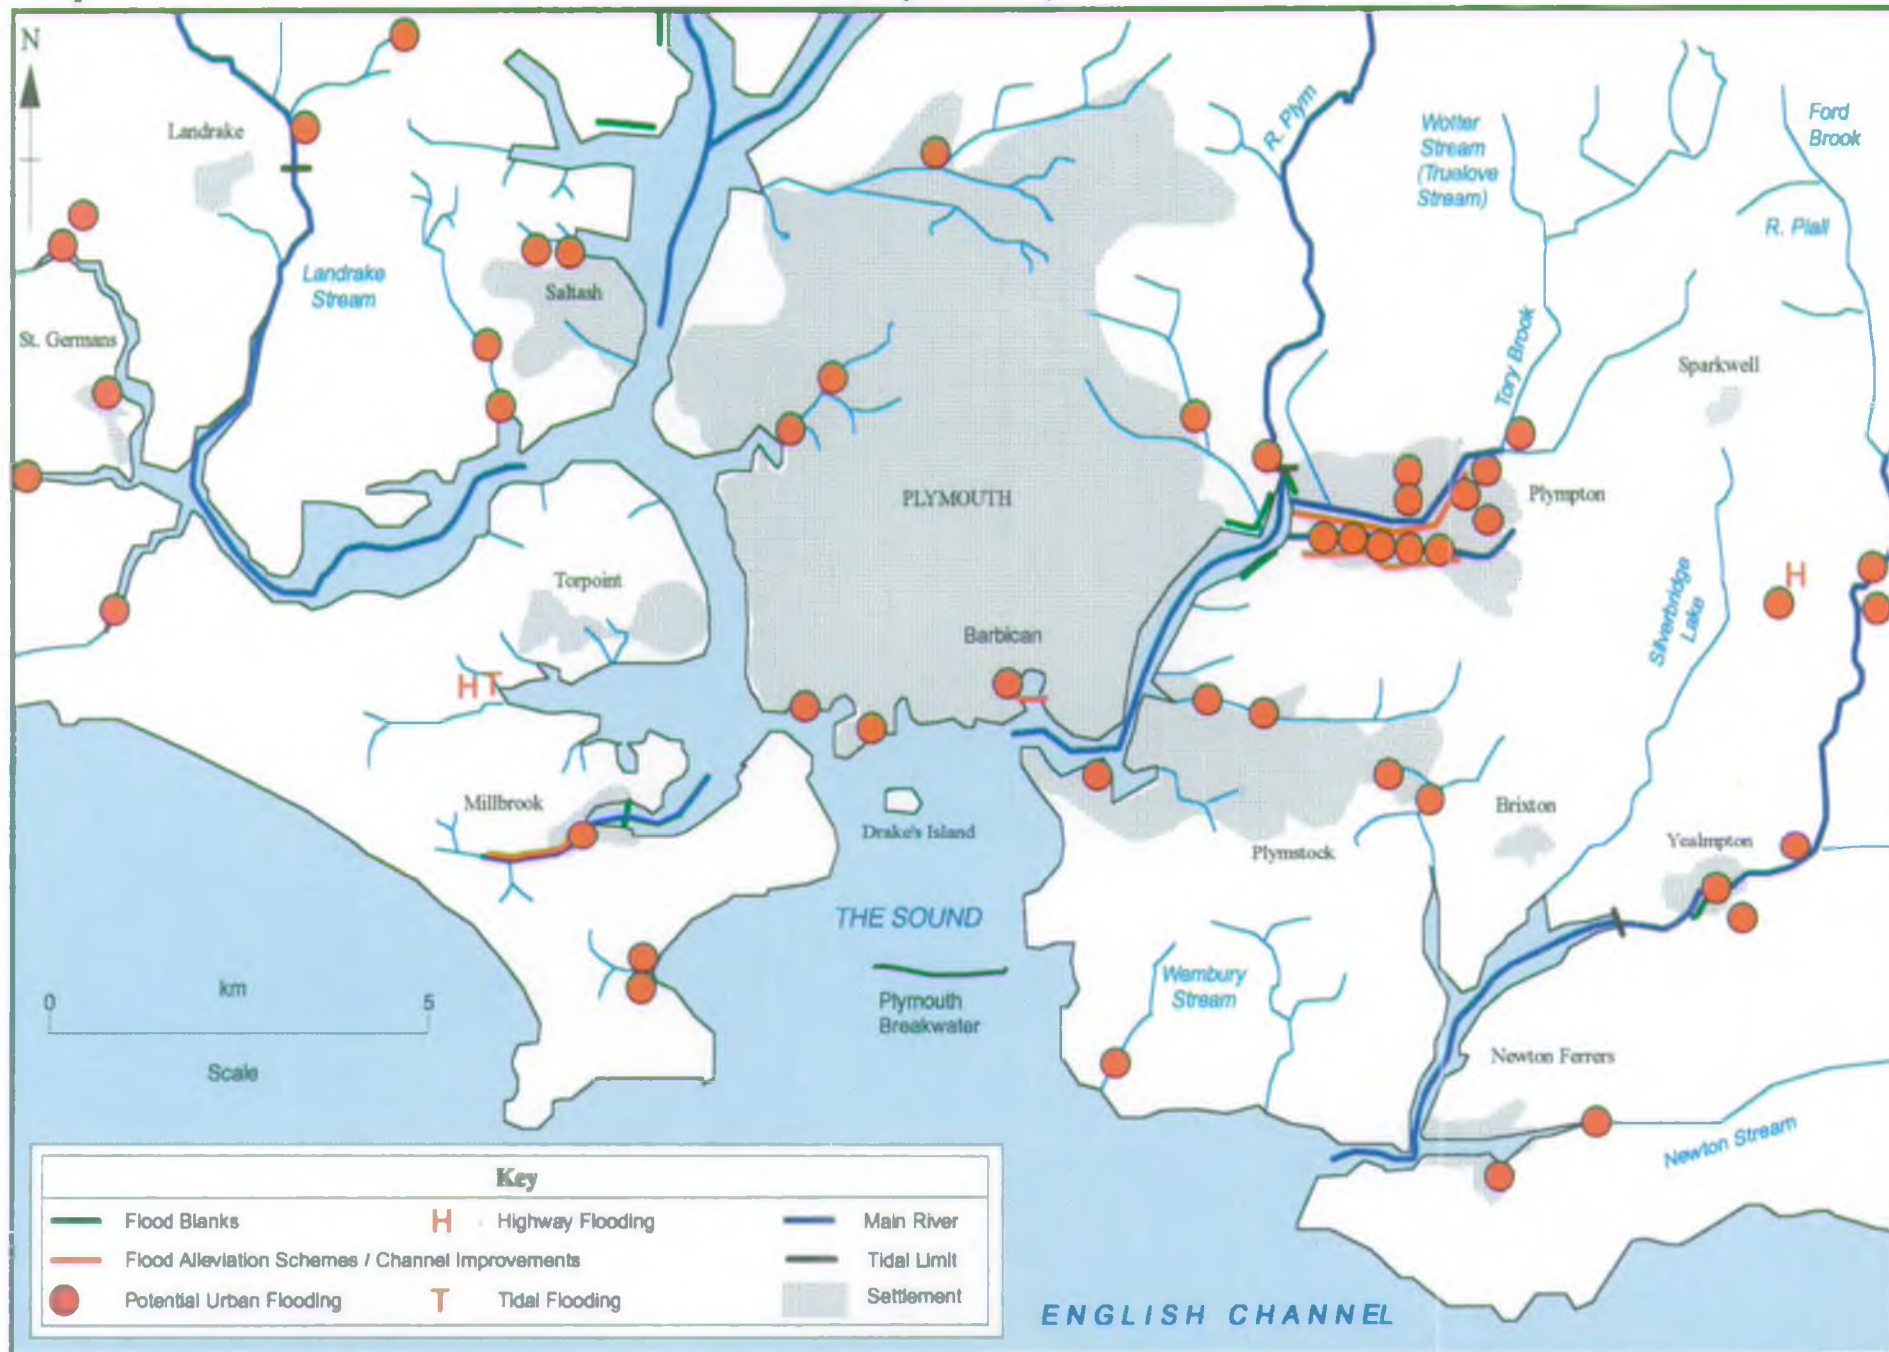 N
Landrake
R. Plym
Wolter
Stream
(Truelove
Stream)
Ford
Brook
R. Plall
Landrake
Stream
Saltash
St. Germans
Tory Brook
Sparkwell
PLYMOUTH
Plympton
Torpoint
Silverbridge
Lake
H
Barbican
H T
Millbrook
Drake's Island
Brixton
Plymstock
Yealmpton
THE SOUND
Wembury
Stream
Plymouth
Breakwater
km
0 5
Scale
Newton Ferrers
Newton Stream
Key
Flood Blanks
H Highway Flooding
Main River
Flood Alleviation Schemes / Channel Improvements
Tidal Limit
Potential Urban Flooding
T Tidal Flooding
Settlement
ENGLISH CHANNEL